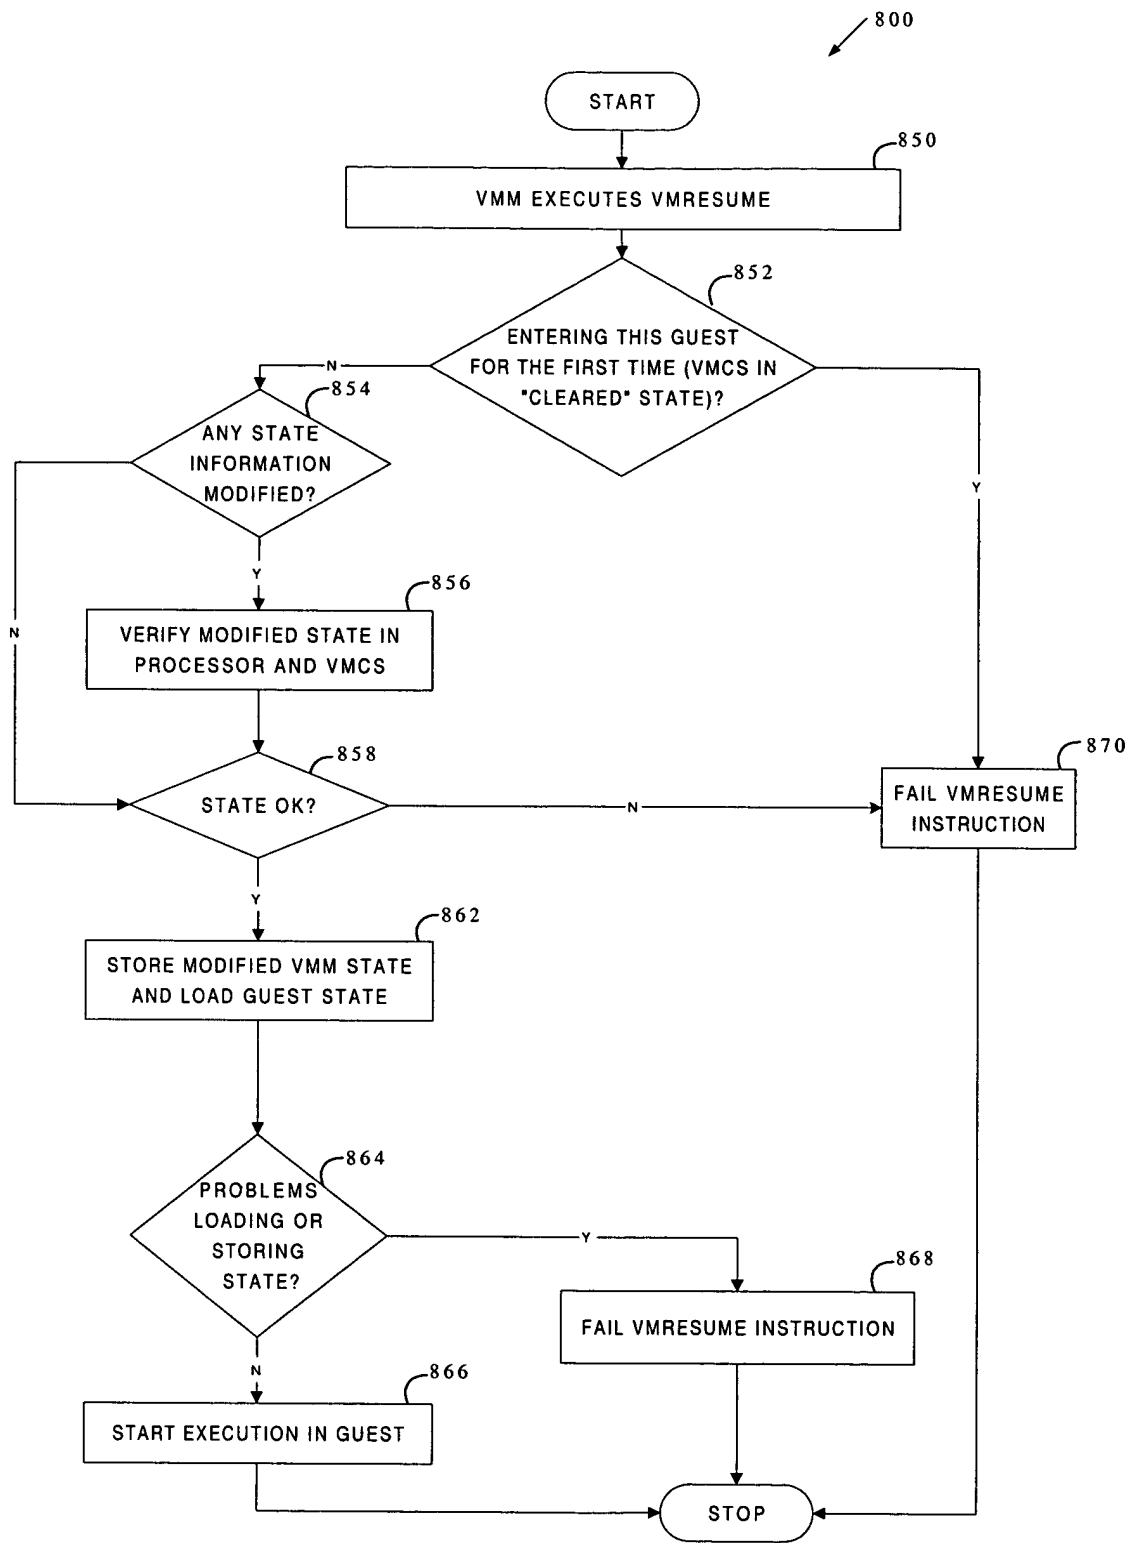 800
START
850
VMM EXECUTES VMRESUME
852
ENTERING THIS GUEST
FOR THE FIRST TIME (VMCS IN
"CLEARED" STATE)?
N
854
ANY STATE
INFORMATION
MODIFIED?
Y
Y
856
N
VERIFY MODIFIED STATE IN
PROCESSOR AND VMCS
858
STATE OK?
N
870
FAIL VMRESUME
INSTRUCTION
Y
862
STORE MODIFIED VMM STATE
AND LOAD GUEST STATE
864
PROBLEMS
LOADING OR
STORING
STATE?
Y
868
FAIL VMRESUME INSTRUCTION
N
866
START EXECUTION IN GUEST
STOP